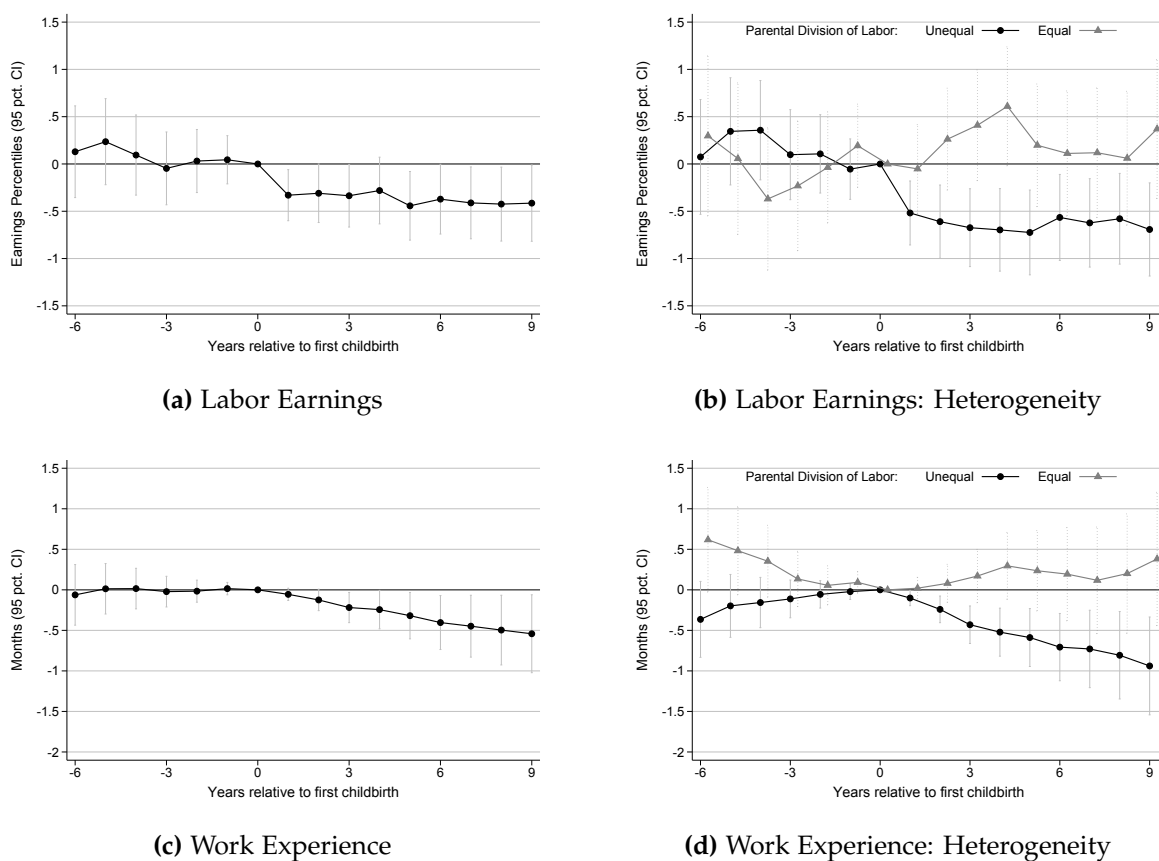 1.5
1
.5
0
-.5
-1
-1.5
Earnings Percentiles (95 pct. CI)
-6 -3 0 3 6 9
Years relative to first childbirth
(a) Labor Earnings
Parental Division of Labor: Unequal Equal
1.5
1
.5
0
-.5
-1
-1.5
Earnings Percentiles (95 pct. CI)
-6 -3 0 3 6 9
Years relative to first childbirth
(b) Labor Earnings: Heterogeneity
1.5
1
.5
0
-.5
-1
-1.5
-2
Months (95 pct. CI)
-6 -3 0 3 6 9
Years relative to first childbirth
(c) Work Experience
Parental Division of Labor: Unequal Equal
1.5
1
.5
0
-.5
-1
-1.5
-2
Months (95 pct. CI)
-6 -3 0 3 6 9
Years relative to first childbirth
(d) Work Experience: Heterogeneity